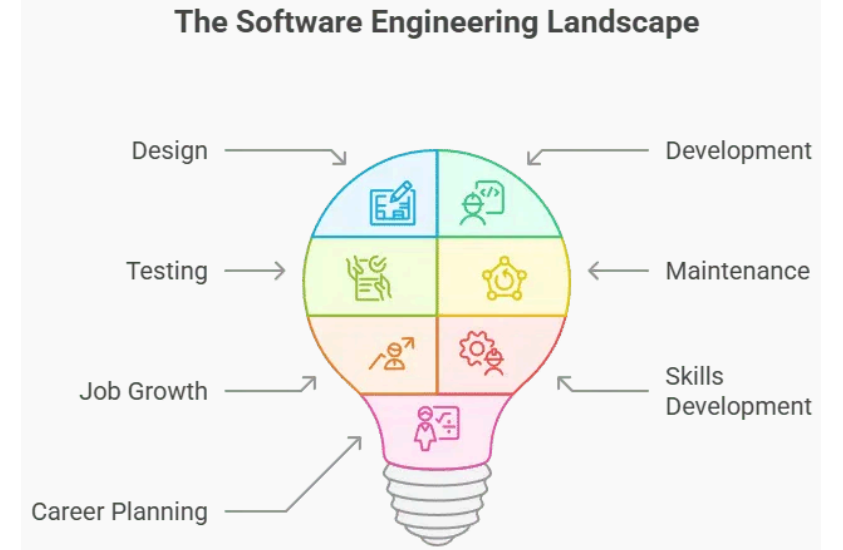 The Software Engineering Landscape
Design
Development
Testing
Maintenance
Job Growth
Skills
Development
Career Planning